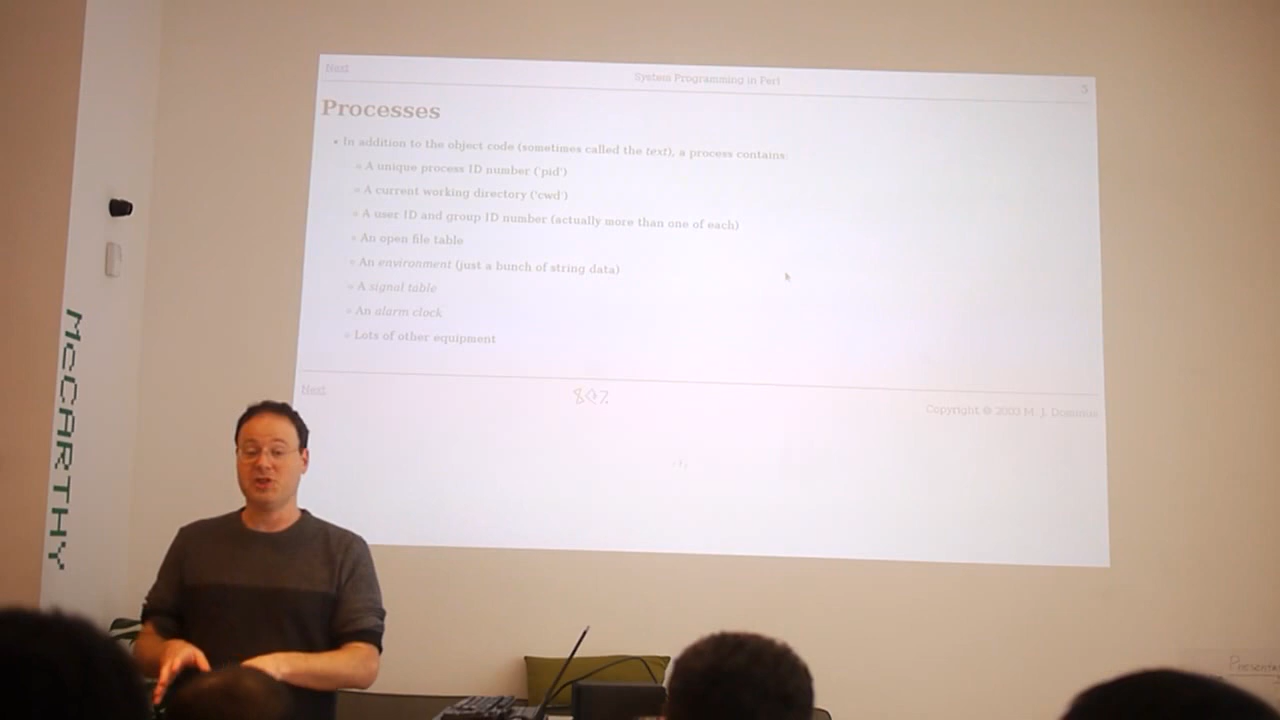 Next
System Programming in Perl
5
Processes
• In addition to the object code (sometimes called the text), a process contains:
A unique process ID number ('pid')
A current working directory ('cwd')
A user ID and group ID number (actually more than one of each)
An open file table
An environment (just a bunch of string data)
A signal table
An alarm clock
Lots of other equipment
Next
Copyright © 2003 M. J. Dominus
MCCARTHY